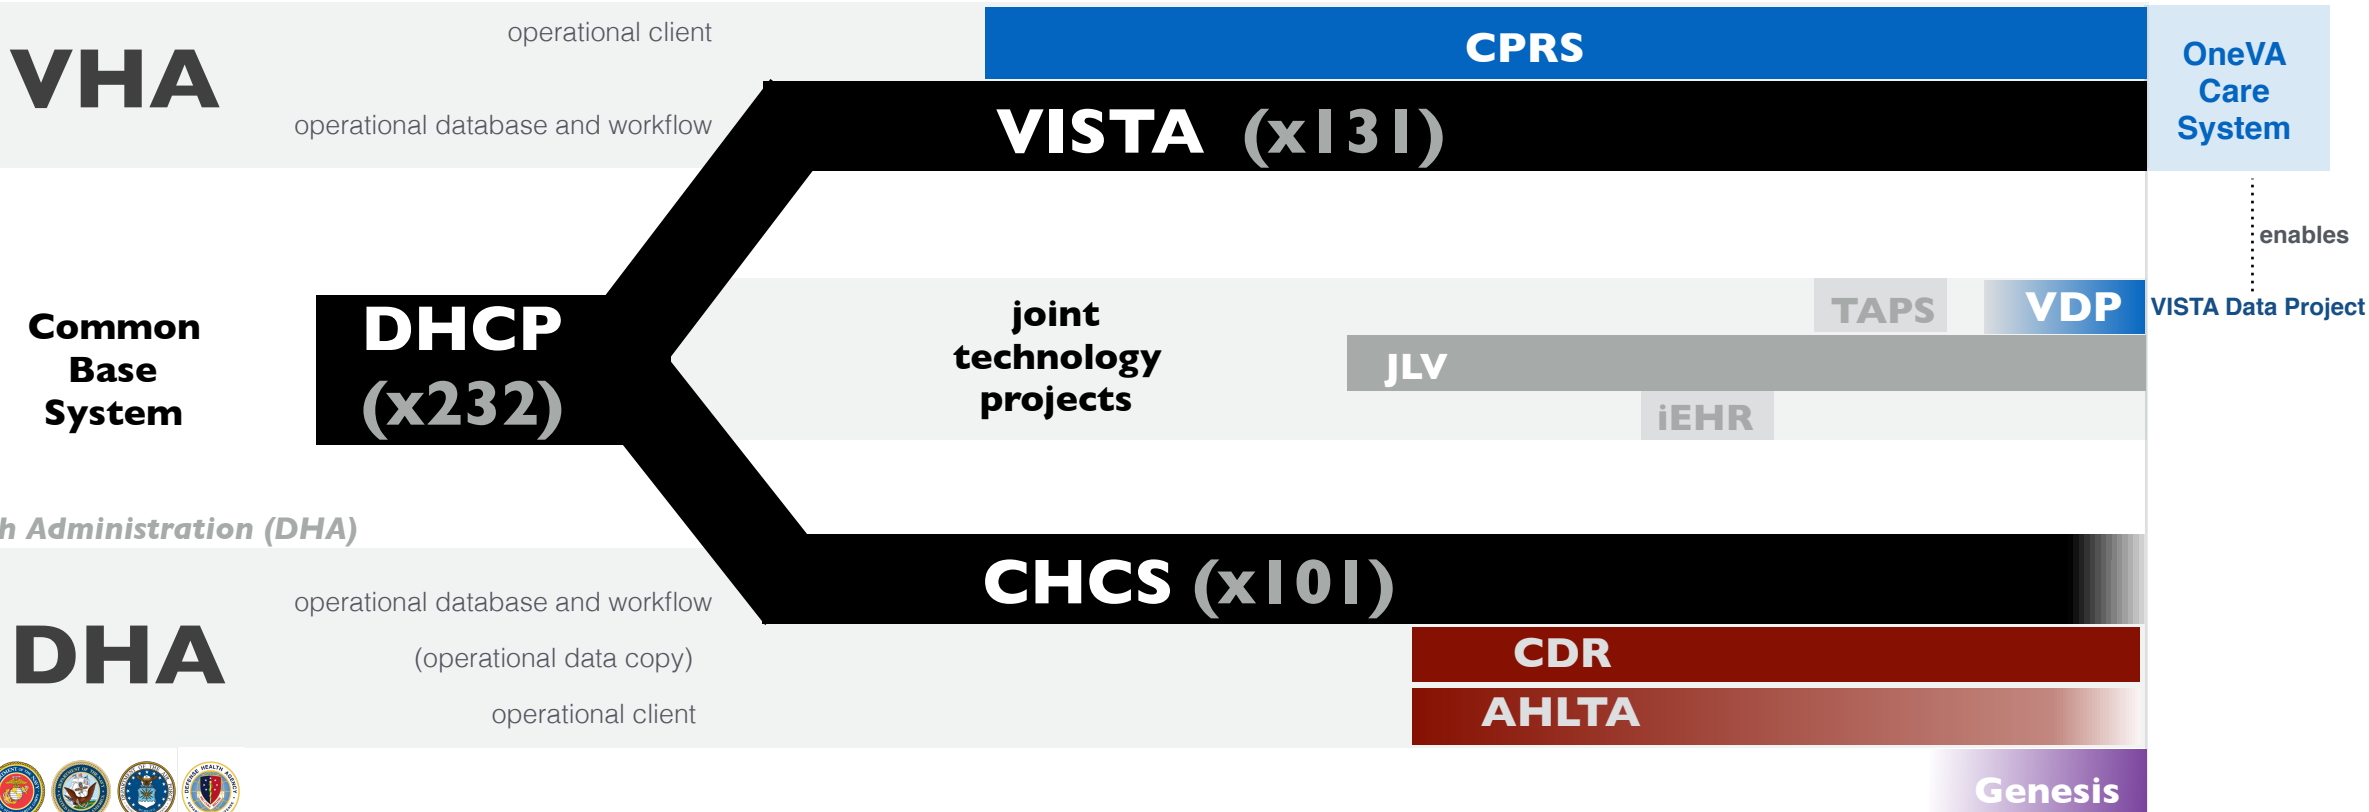 VHA
operational client
operational database and workflow
CPRS
VISTA (x131)
OneVA
Care
System
enables
Common
Base
System
DHCP
(x232)
joint
technology
projects
TAPS
VDP
VISTA Data Project
JLV
iEHR
h Administration (DHA)
DHA
operational database and workflow
(operational data copy)
operational client
CHCS (x101)
CDR
AHLTA
Genesis